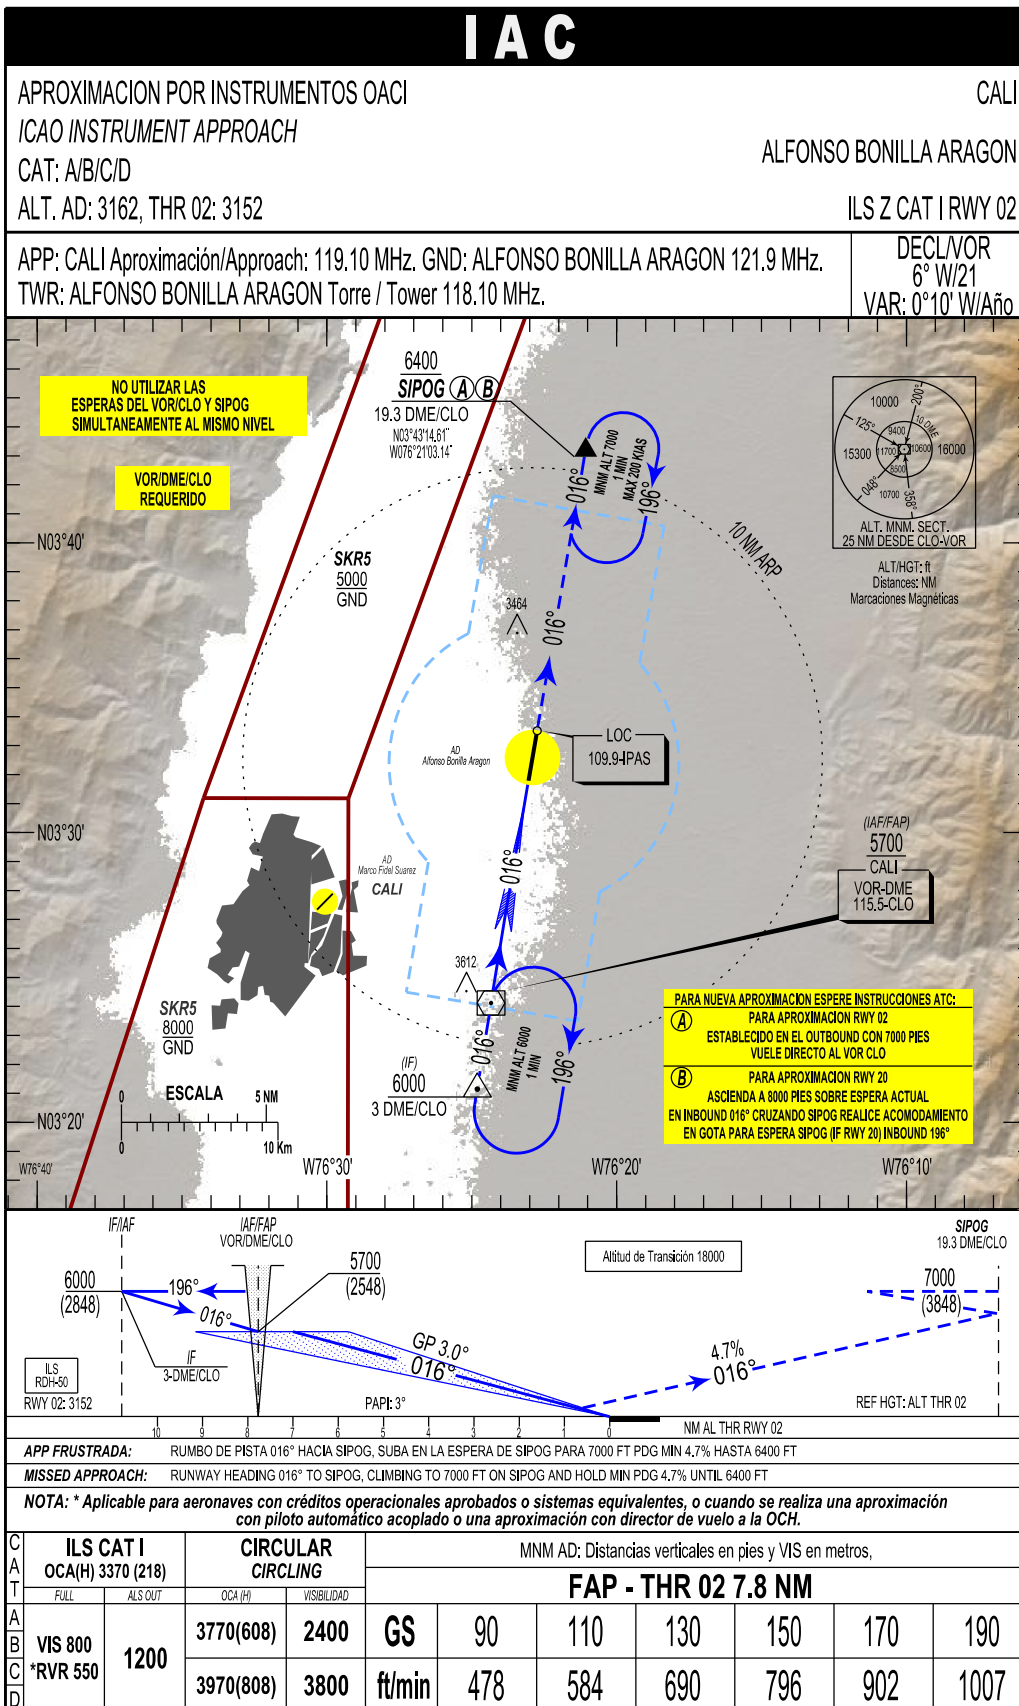 IAC
APROXIMACION POR INSTRUMENTOS OACI
ICAO INSTRUMENT APPROACH
CAT: A/B/C/D
ALT. AD: 3162, THR 02: 3152
CALI
ALFONSO BONILLA ARAGON
ILS Z CAT I RWY 02
APP: CALI Aproximación/Approach: 119.10 MHz. GND: ALFONSO BONILLA ARAGON 121.9 MHz.
TWR: ALFONSO BONILLA ARAGON Torre / Tower 118.10 MHz.
DECL/VOR
6° W/21
VAR: 0°10' W/Año
NO UTILIZAR LAS
ESPERAS DEL VOR/CLO Y SIPOG
SIMULTANEAMENTE AL MISMO NIVEL
VOR/DME/CLO
REQUERIDO
6400
SIPOG A B
19.3 DME/CLO
N03°43'14.61"
W076°21'03.14"
MNM ALT 7000
1 MIN
MAX 200 KIAS
016°
196°
10000
200°
125°
10 DME
9400
15300
11700
10600
16000
8500
048°
10700
358°
ALT. MNM. SECT.
25 NM DESDE CLO-VOR
ALT/HGT: ft
Distances: NM
Marcaciones Magnéticas
N03°40'
SKR5
5000
GND
10 NM ARP
3464
016°
LOC
109.9-IPAS
AD
Alfonso Bonilla Aragon
N03°30'
(IAF/FAP)
5700
CALI
VOR-DME
115.5-CLO
016°
AD
Marco Fidel Suarez
CALI
3612
SKR5
8000
GND
016°
MNM ALT 6000
1 MIN
196°
(IF)
6000
3 DME/CLO
PARA NUEVA APROXIMACION ESPERE INSTRUCCIONES ATC:
A PARA APROXIMACION RWY 02
ESTABLECIDO EN EL OUTBOUND CON 7000 PIES
VUELE DIRECTO AL VOR CLO
B PARA APROXIMACION RWY 20
ASCIENDA A 8000 PIES SOBRE ESPERA ACTUAL
EN INBOUND 016° CRUZANDO SIPOG REALICE ACOMODAMIENTO
EN GOTA PARA ESPERA SIPOG (IF RWY 20) INBOUND 196°
ESCALA
0 5 NM
0 10 Km
N03°20'
W76°40'
W76°30'
W76°20'
W76°10'
IF/IAF
IAF/FAP
VOR/DME/CLO
SIPOG
19.3 DME/CLO
5700
(2548)
Altitud de Transición 18000
6000
(2848)
196°
016°
7000
(3848)
GP 3.0°
016°
4.7%
016°
IF
3-DME/CLO
ILS
RDH-50
RWY 02: 3152
PAPI: 3°
REF HGT: ALT THR 02
10 9 8 7 6 5 4 3 2 1 0
NM AL THR RWY 02
APP FRUSTRADA: RUMBO DE PISTA 016° HACIA SIPOG, SUBA EN LA ESPERA DE SIPOG PARA 7000 FT PDG MIN 4.7% HASTA 6400 FT
MISSED APPROACH: RUNWAY HEADING 016° TO SIPOG, CLIMBING TO 7000 FT ON SIPOG AND HOLD MIN PDG 4.7% UNTIL 6400 FT
NOTA: * Aplicable para aeronaves con créditos operacionales aprobados o sistemas equivalentes, o cuando se realiza una aproximación
con piloto automático acoplado o una aproximación con director de vuelo a la OCH.
CAT
ILS CAT I
OCA(H) 3370 (218)
CIRCULAR
CIRCLING
MNM AD: Distancias verticales en pies y VIS en metros,
FULL ALS OUT OCA (H) VISIBILIDAD
FAP - THR 02 7.8 NM
A
B
C
D
VIS 800
*RVR 550
1200
3770(608) 2400
3970(808) 3800
GS 90 110 130 150 170 190
ft/min 478 584 690 796 902 1007